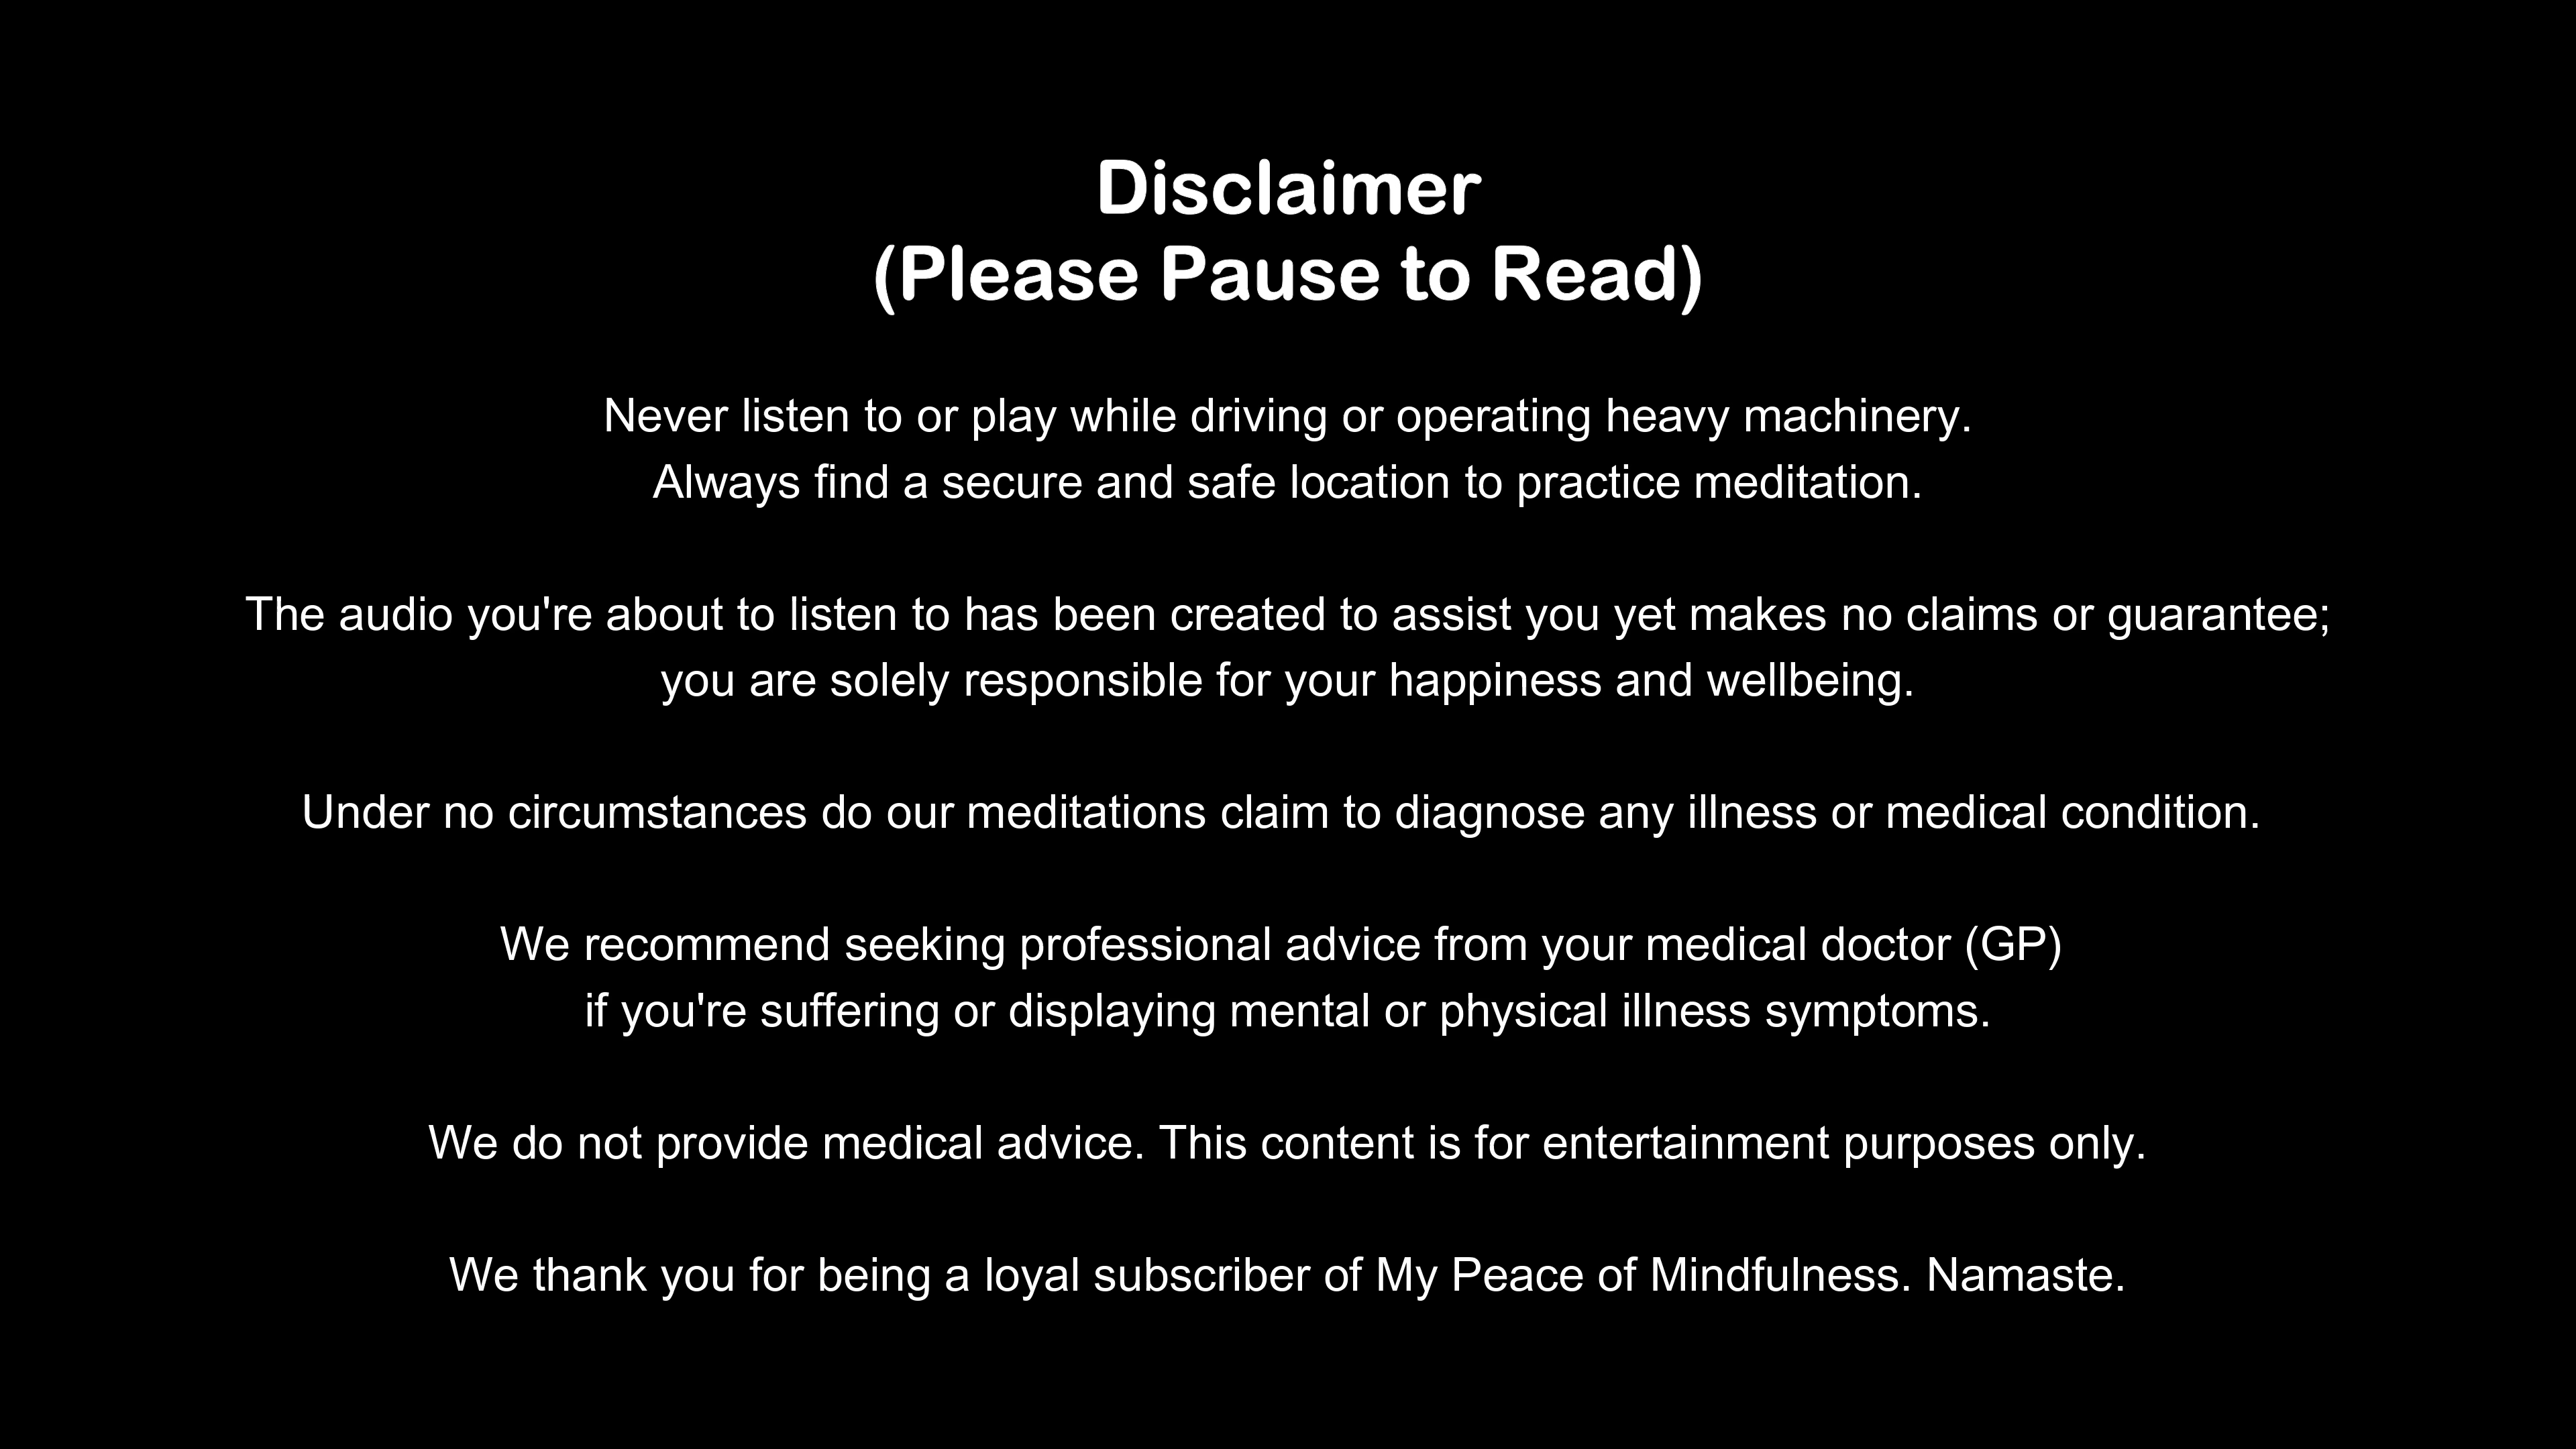 Disclaimer
(Please Pause to Read)
Never listen to or play while driving or operating heavy machinery.
Always find a secure and safe location to practice meditation.
The audio you're about to listen to has been created to assist you yet makes no claims or guarantee;
you are solely responsible for your happiness and wellbeing.
Under no circumstances do our meditations claim to diagnose any illness or medical condition.
We recommend seeking professional advice from your medical doctor (GP)
if you're suffering or displaying mental or physical illness symptoms.
We do not provide medical advice. This content is for entertainment purposes only.
We thank you for being a loyal subscriber of My Peace of Mindfulness. Namaste.